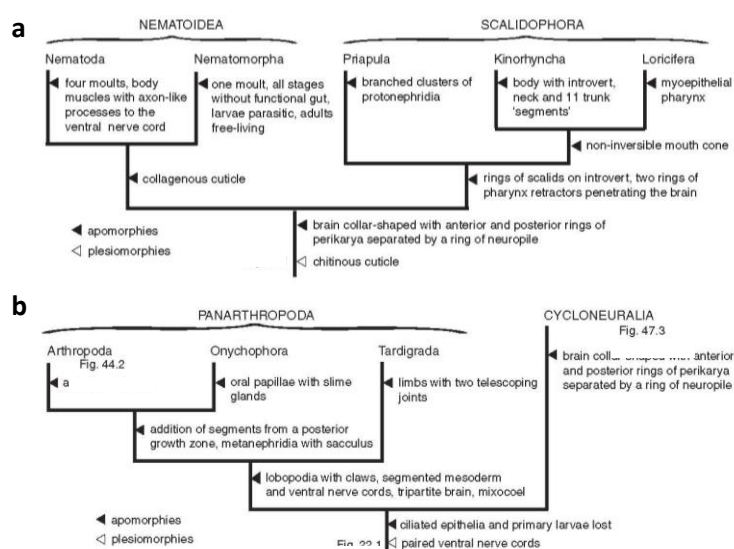 a
NEMATOIDEA
SCALIDOPHORA
Nematoda
Nematomorpha
Priapula
Kinorhyncha
Loricifera
four moults, body
muscles with axon-like
processes to the
ventral nerve cord
one moult, all stages
without functional gut,
larvae parasitic, adults
free-living
branched clusters of
protonephridia
body with introvert,
neck and 11 trunk
'segments'
myoepithelial
pharynx
non-inversible mouth cone
collagenous cuticle
rings of scalids on introvert, two rings of
pharynx retractors penetrating the brain
apomorphies
plesiomorphies
brain collar-shaped with anterior and posterior rings of
perikarya separated by a ring of neuropile
chitinous cuticle
b
PANARTHROPODA
CYCLONEURALIA
Fig. 47.3
Arthropoda
Fig. 44.2
Onychophora
Tardigrada
a
oral papillae with slime
glands
limbs with two telescoping
joints
brain anterior
and posterior rings of perikarya
separated by a ring of neuropile
addition of segments from a posterior
growth zone, metanephridia with sacculus
lobopodia with claws, segmented mesoderm
and ventral nerve cords, tripartite brain, mixocoel
apomorphies
plesiomorphies
ciliated epithelia and primary larvae lost
Fig. 22.1
paired ventral nerve cords